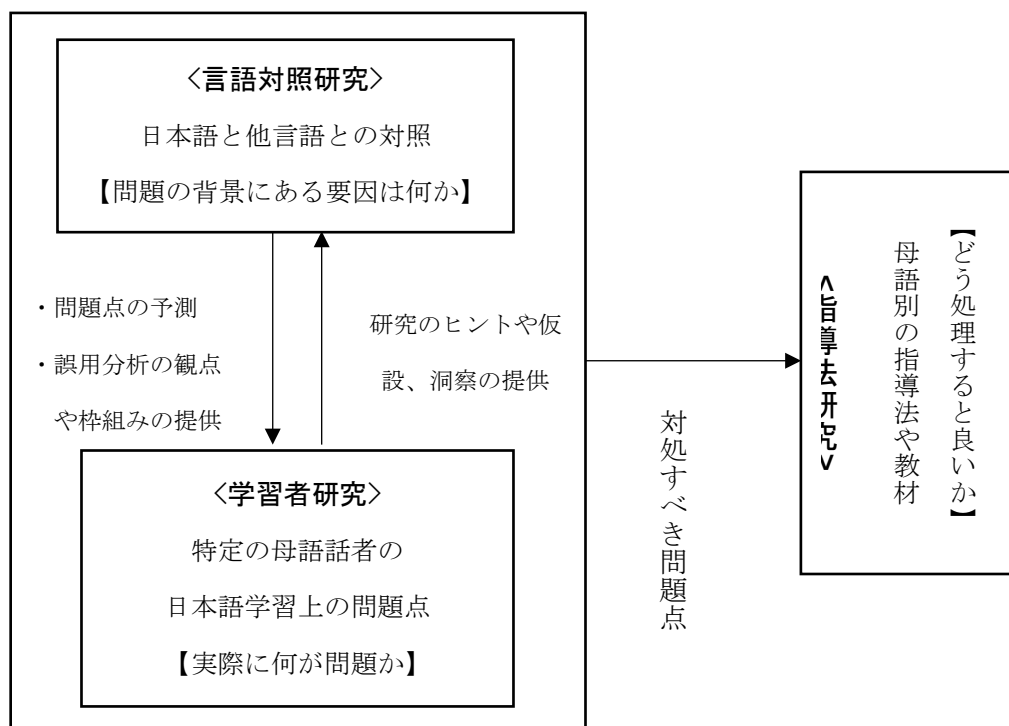 <言語対照研究>
日本語と他言語との対照
【問題の背景にある要因は何か】
・問題点の予測
・誤用分析の観点
や枠組みの提供
研究のヒントや仮
設、洞察の提供
<学習者研究>
特定の母語話者の
日本語学習上の問題点
【実際に何が問題か】
対処すべき問題点
【どう処理すると良いか】
母語別の指導法や教材
<指導法研究>